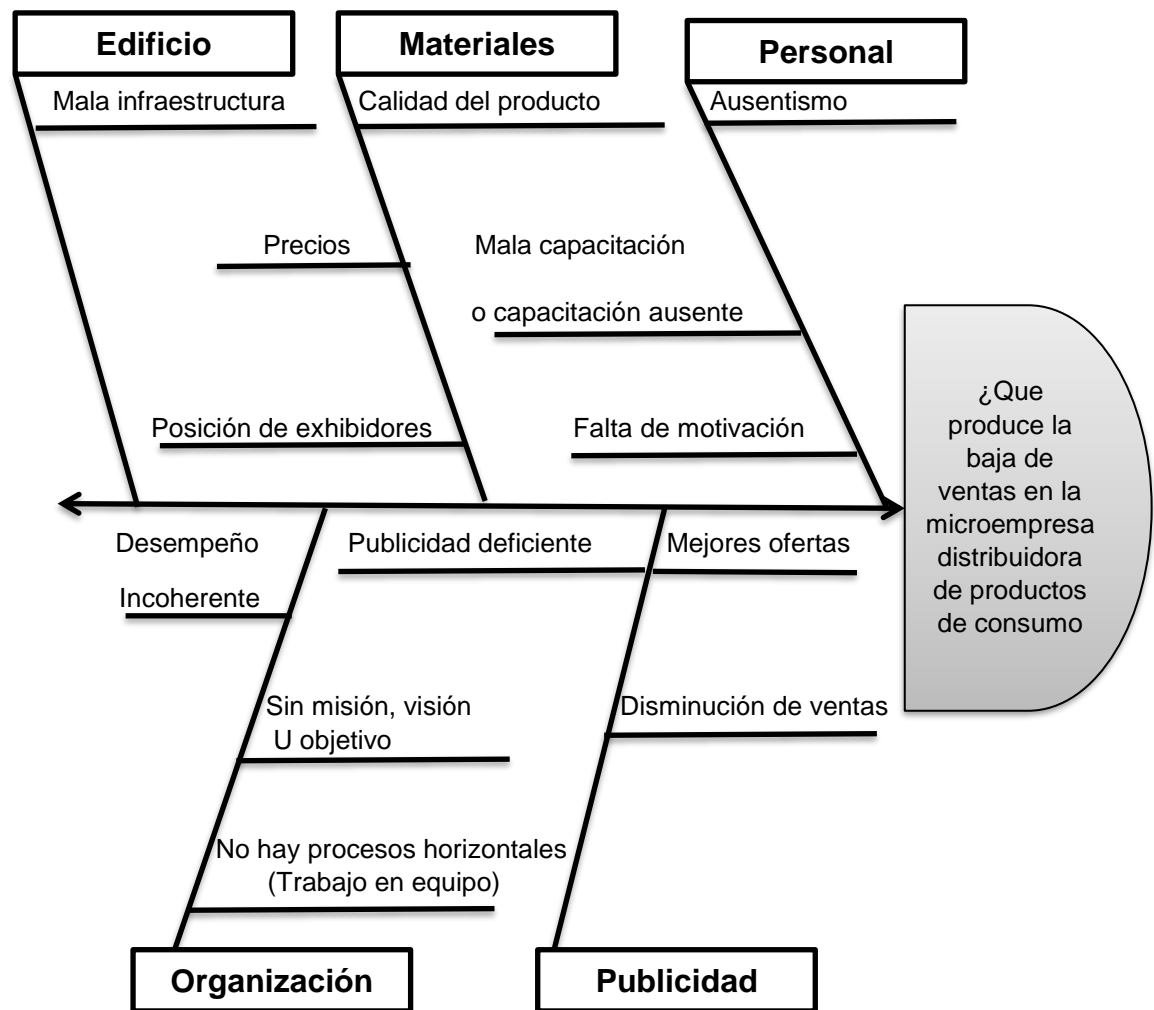 Edificio
Materiales
Personal
Mala infraestructura
Calidad del producto
Ausentismo
Precios
Mala capacitación
o capacitación ausente
Posición de exhibidores
Falta de motivación
¿Que
produce la
baja de
ventas en la
microempresa
distribuidora
de productos
de consumo
Desempeño
Incoherente
Publicidad deficiente
Mejores ofertas
Sin misión, visión
U objetivo
Disminución de ventas
No hay procesos horizontales
(Trabajo en equipo)
Organización
Publicidad